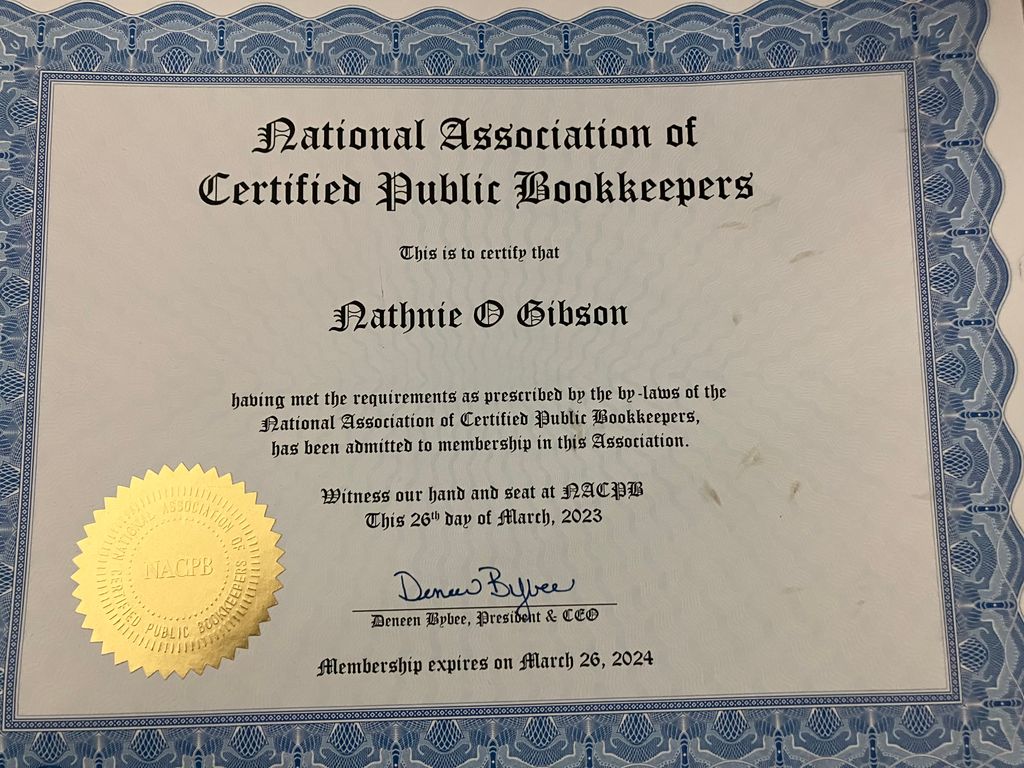 National Association of
Certified Public Bookkeepers
This is to certify that
Nathnie O Gibson
having met the requirements as prescribed by the by-laws of the
National Association of Certified Public Bookkeepers,
has been admitted to membership in this Association.
Witness our hand and seat at NACPB
This 26th day of March, 2023
Deneen Bybee
Deneen Bybee, President & CEO
Membership expires on March 26, 2024
NATIONAL ASSOCIATION OF
NACPB
CERTIFIED PUBLIC BOOKKEEPERS